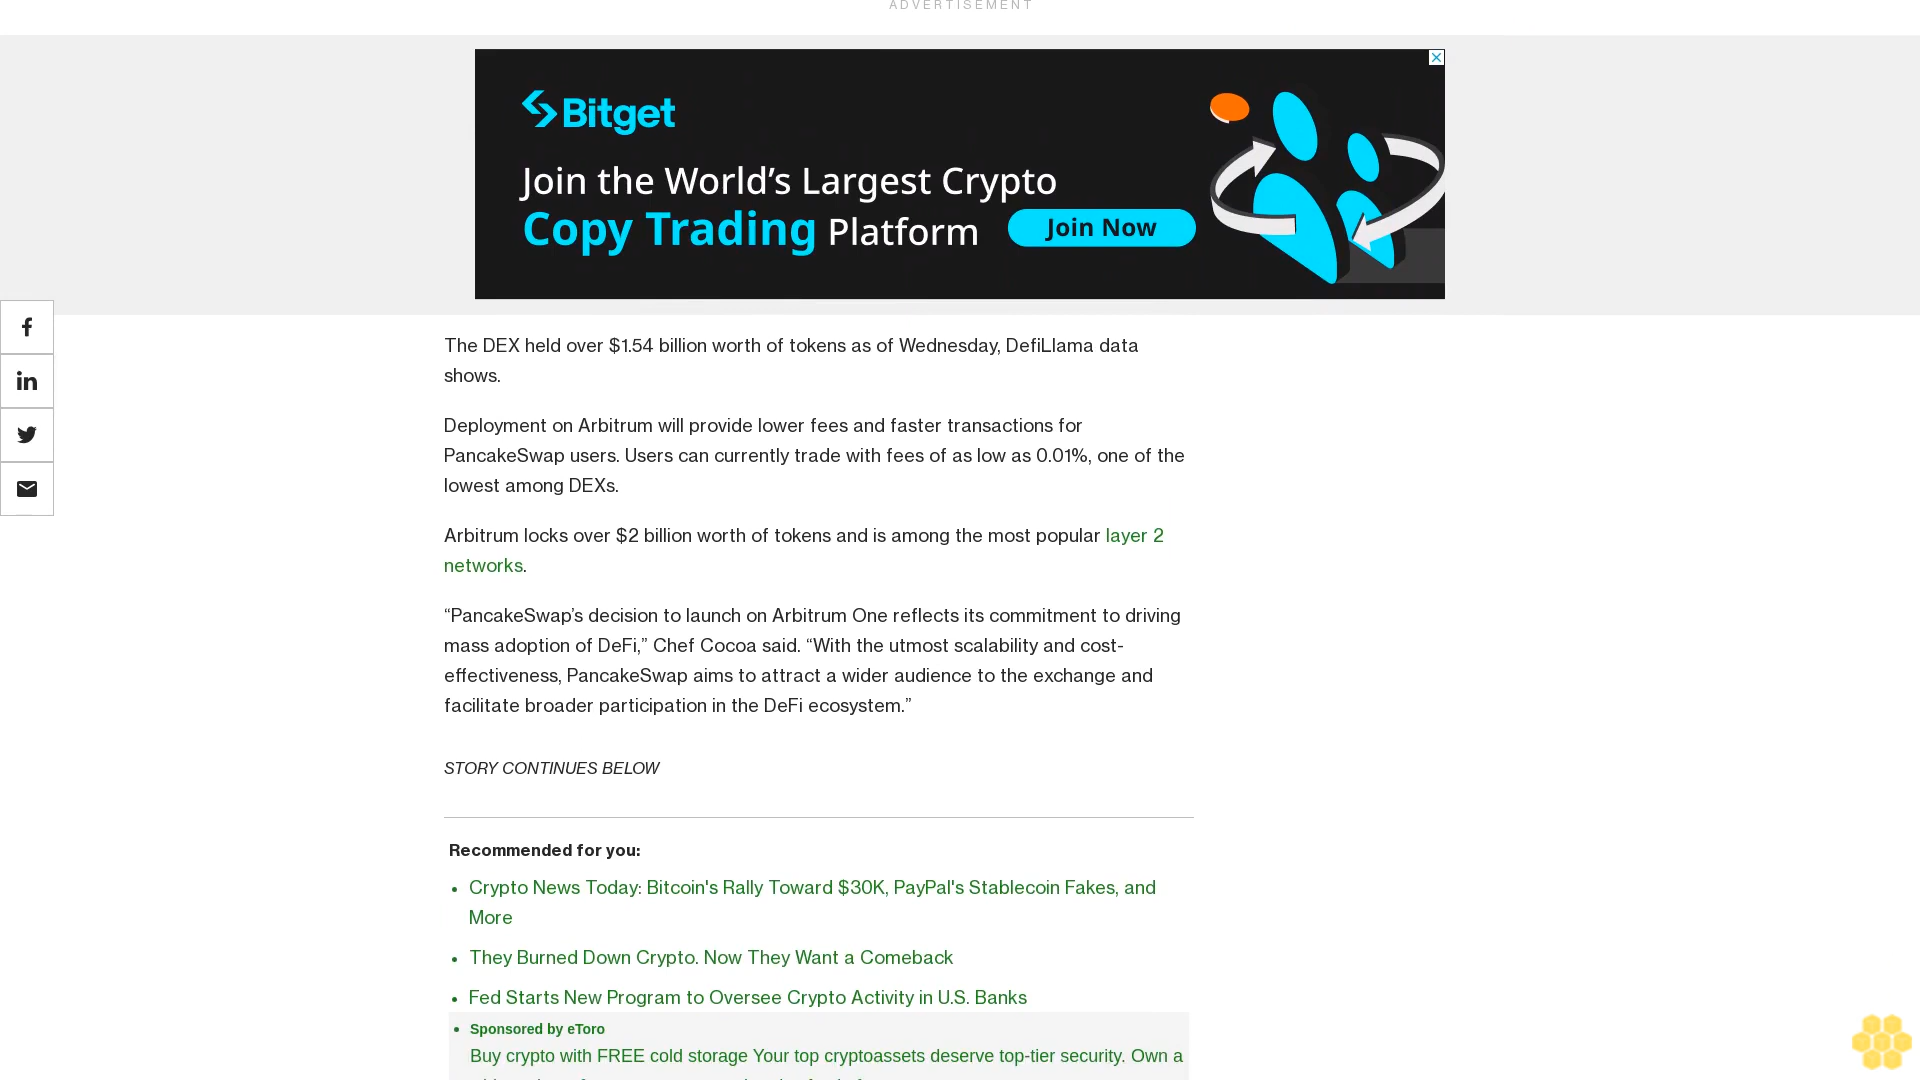 ADVERTISEMENT
Bitget
Join the World's Largest Crypto
Copy Trading Platform
Join Now
The DEX held over $1.54 billion worth of tokens as of Wednesday, DefiLlama data
shows.
Deployment on Arbitrum will provide lower fees and faster transactions for
PancakeSwap users. Users can currently trade with fees of as low as 0.01%, one of the
lowest among DEXs.
Arbitrum locks over $2 billion worth of tokens and is among the most popular layer 2
networks.
“PancakeSwap’s decision to launch on Arbitrum One reflects its commitment to driving
mass adoption of DeFi,” Chef Cocoa said. “With the utmost scalability and cost-
effectiveness, PancakeSwap aims to attract a wider audience to the exchange and
facilitate broader participation in the DeFi ecosystem.”
STORY CONTINUES BELOW
Recommended for you:
• Crypto News Today: Bitcoin's Rally Toward $30K, PayPal's Stablecoin Fakes, and
More
• They Burned Down Crypto. Now They Want a Comeback
• Fed Starts New Program to Oversee Crypto Activity in U.S. Banks
• Sponsored by eToro
Buy crypto with FREE cold storage Your top cryptoassets deserve top-tier security. Own a